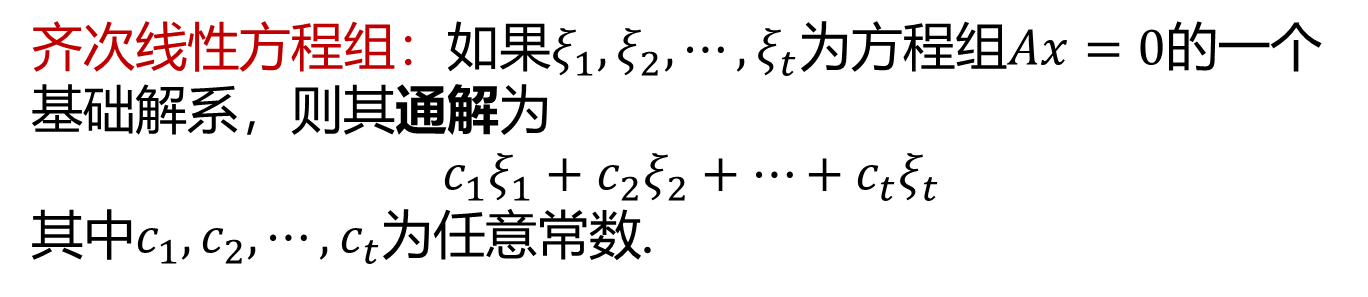 齐次线性方程组：如果ξ₁, ξ₂, ⋯, ξₜ为方程组Ax = 0的一个
基础解系，则其通解为
c₁ξ₁ + c₂ξ₂ + ⋯ + cₜξₜ
其中c₁, c₂, ⋯, cₜ为任意常数.